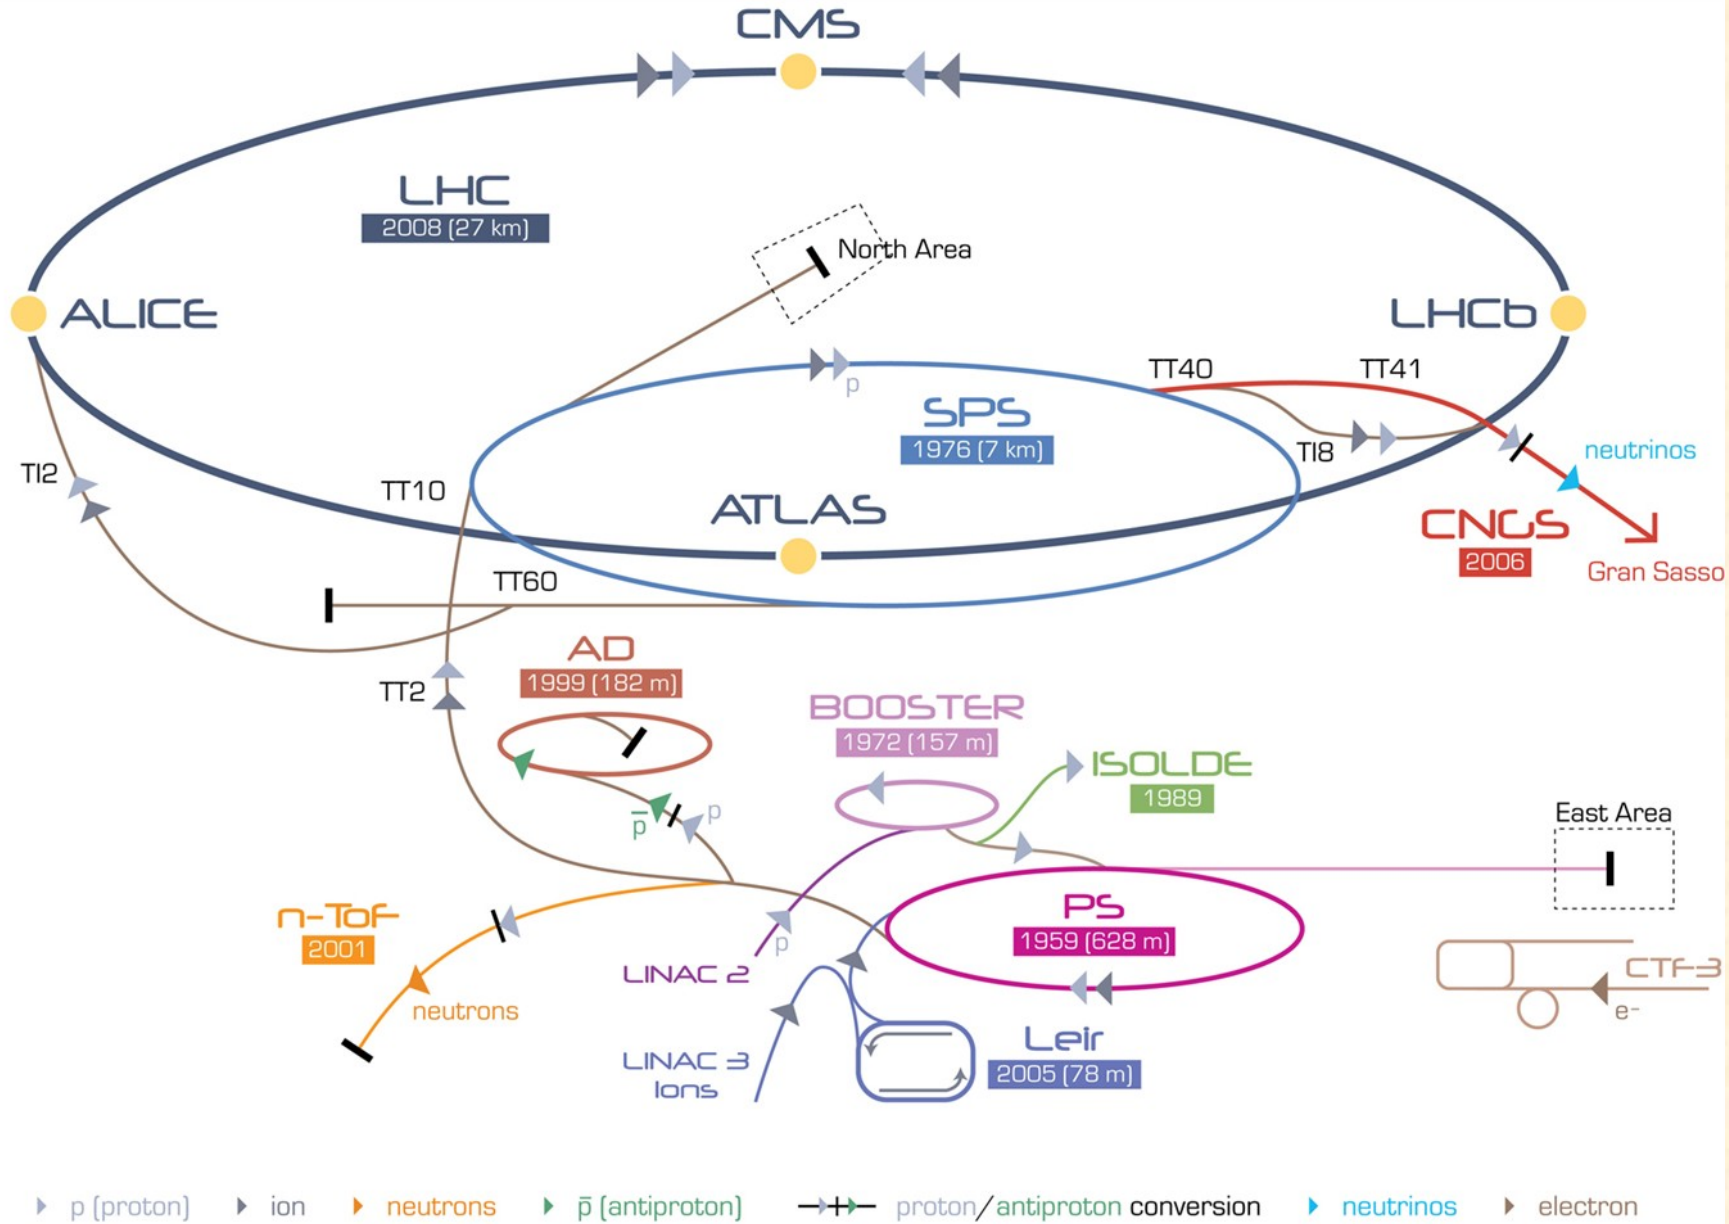 CMS
LHC
2008 (27 km)
North Area
ALICE
LHCb
p
TT40
TT41
SPS
1976 (7 km)
TI8
neutrinos
TI2
TT10
ATLAS
CNGS
2006
Gran Sasso
TT60
AD
1999 (182 m)
TT2
BOOSTER
1972 (157 m)
ISOLDE
1989
p̄
p
East Area
n-ToF
2001
neutrons
p
LINAC 2
PS
1959 (628 m)
CTF-3
e-
LINAC 3
Ions
Leir
2005 (78 m)
p (proton) ion neutrons p̄ (antiproton) proton/antiproton conversion neutrinos electron